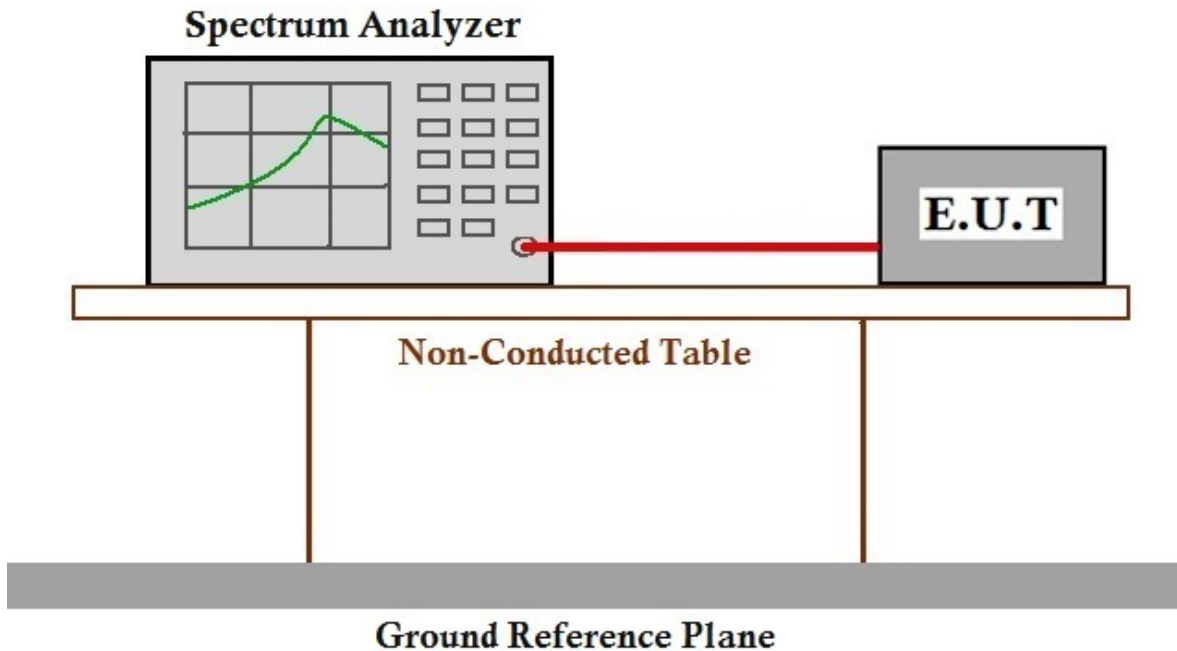 Spectrum Analyzer
E.U.T
Non-Conducted Table
Ground Reference Plane